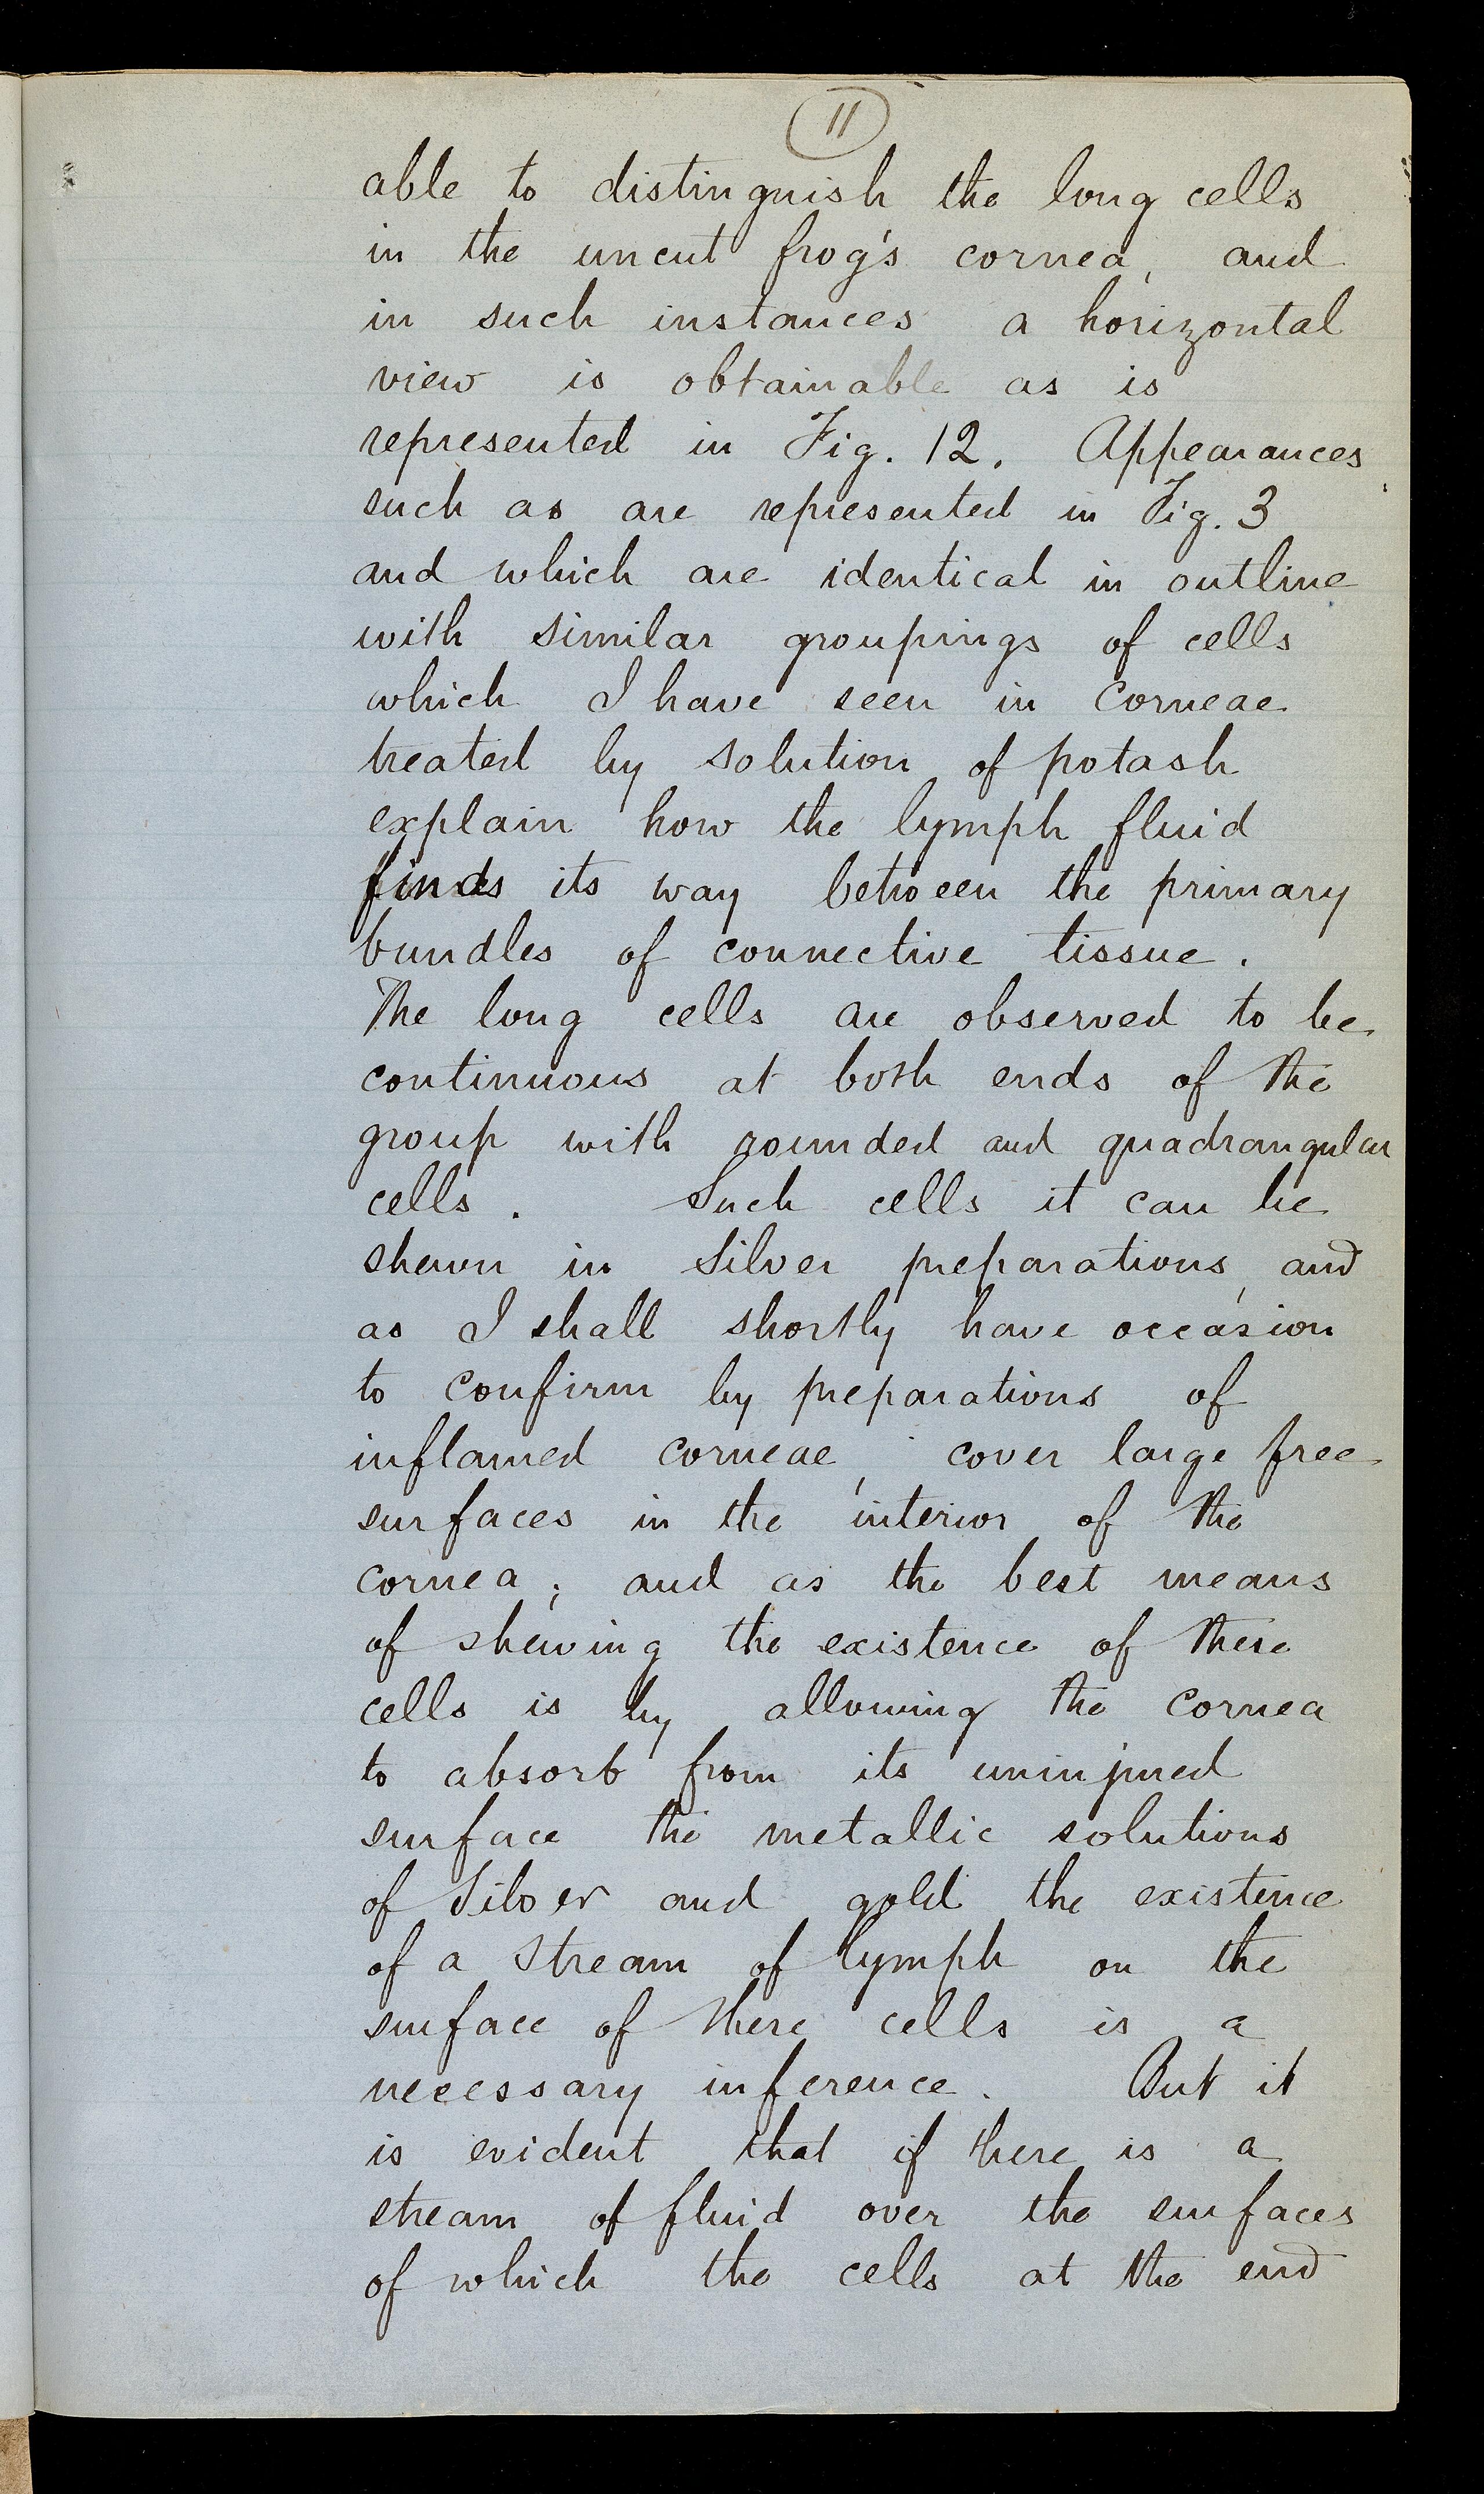 11
able to distinguish the long cells
in the uncut frog's cornea, and
in such instances a horizontal
view is obtainable as is
represented in Fig. 12. Appearances
such as are represented in Fig. 3
and which are identical in outline
with similar groupings of cells
which I have seen in Corneae
treated by solution of potash
explain how the lymph fluid
finds its way between the primary
bundles of connective tissue.
The long cells are observed to be
continuous at both ends of the
group with rounded and quadrangular
cells. Such cells it can be
shewn in Silver preparations, and
as I shall shortly have occasion
to confirm by preparations of
inflamed corneae, cover large free
surfaces in the interior of the
cornea; and as the best means
of shewing the existence of these
cells is by allowing the cornea
to absorb from its uninjured
surface the metallic solutions
of Silver and gold the existence
of a stream of lymph on the
surface of these cells is a
necessary inference. But it
is evident that if there is a
stream of fluid over the surfaces
of which the cells at the end